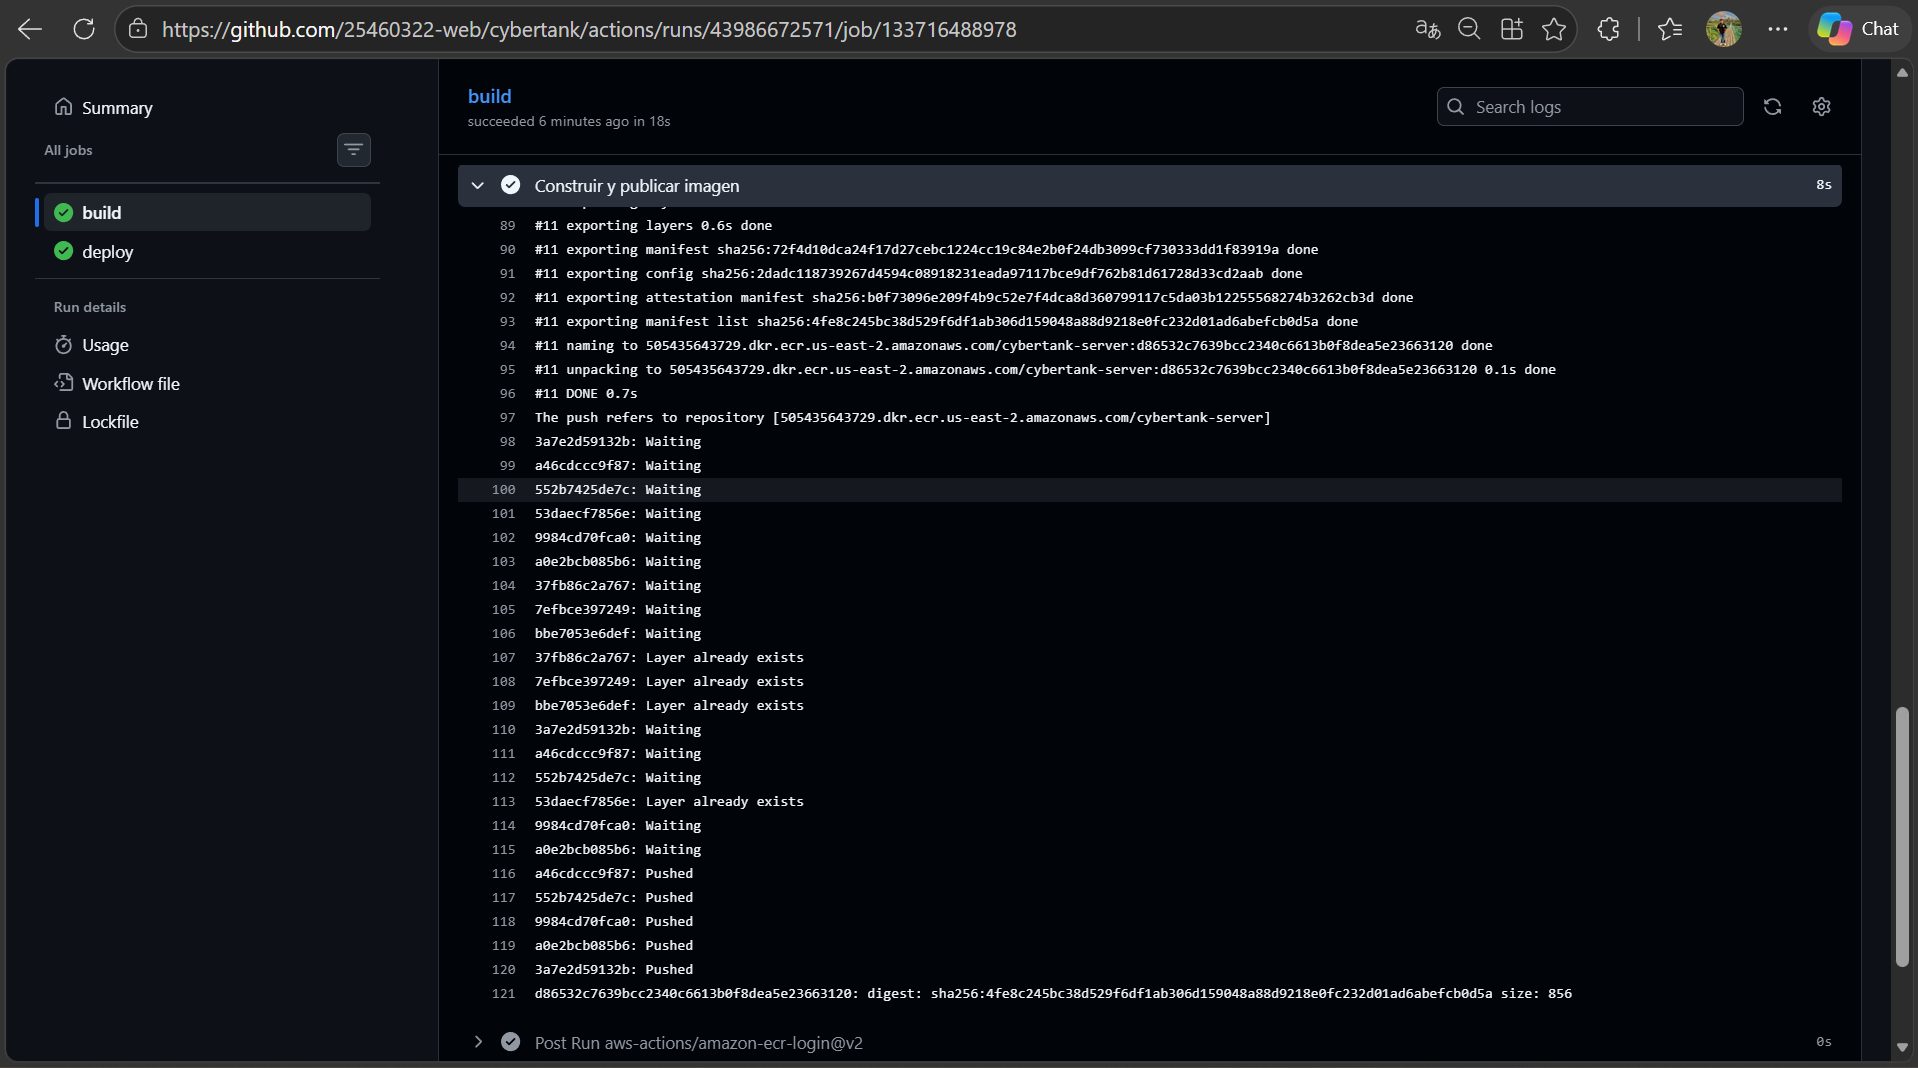 https://github.com/25460322-web/cybertank/actions/runs/43986672571/job/133716488978
Chat
Summary
All jobs
build
deploy
Run details
Usage
Workflow file
Lockfile
build
succeeded 6 minutes ago in 18s
Search logs
Construir y publicar imagen 8s
89 #11 exporting layers 0.6s done
90 #11 exporting manifest sha256:72f4d10dca24f17d27cebc1224cc19c84e2b0f24db3099cf730333dd1f83919a done
91 #11 exporting config sha256:2dadc118739267d4594c08918231eada97117bce9df762b81d61728d33cd2aab done
92 #11 exporting attestation manifest sha256:b0f73096e209f4b9c52e7f4dca8d360799117c5da03b12255568274b3262cb3d done
93 #11 exporting manifest list sha256:4fe8c245bc38d529f6df1ab306d159048a88d9218e0fc232d01ad6abefcb0d5a done
94 #11 naming to 505435643729.dkr.ecr.us-east-2.amazonaws.com/cybertank-server:d86532c7639bcc2340c6613b0f8dea5e23663120 done
95 #11 unpacking to 505435643729.dkr.ecr.us-east-2.amazonaws.com/cybertank-server:d86532c7639bcc2340c6613b0f8dea5e23663120 0.1s done
96 #11 DONE 0.7s
97 The push refers to repository [505435643729.dkr.ecr.us-east-2.amazonaws.com/cybertank-server]
98 3a7e2d59132b: Waiting
99 a46cdccc9f87: Waiting
100 552b7425de7c: Waiting
101 53daecf7856e: Waiting
102 9984cd70fca0: Waiting
103 a0e2bcb085b6: Waiting
104 37fb86c2a767: Waiting
105 7efbce397249: Waiting
106 bbe7053e6def: Waiting
107 37fb86c2a767: Layer already exists
108 7efbce397249: Layer already exists
109 bbe7053e6def: Layer already exists
110 3a7e2d59132b: Waiting
111 a46cdccc9f87: Waiting
112 552b7425de7c: Waiting
113 53daecf7856e: Layer already exists
114 9984cd70fca0: Waiting
115 a0e2bcb085b6: Waiting
116 a46cdccc9f87: Pushed
117 552b7425de7c: Pushed
118 9984cd70fca0: Pushed
119 a0e2bcb085b6: Pushed
120 3a7e2d59132b: Pushed
121 d86532c7639bcc2340c6613b0f8dea5e23663120: digest: sha256:4fe8c245bc38d529f6df1ab306d159048a88d9218e0fc232d01ad6abefcb0d5a size: 856
Post Run aws-actions/amazon-ecr-login@v2 0s